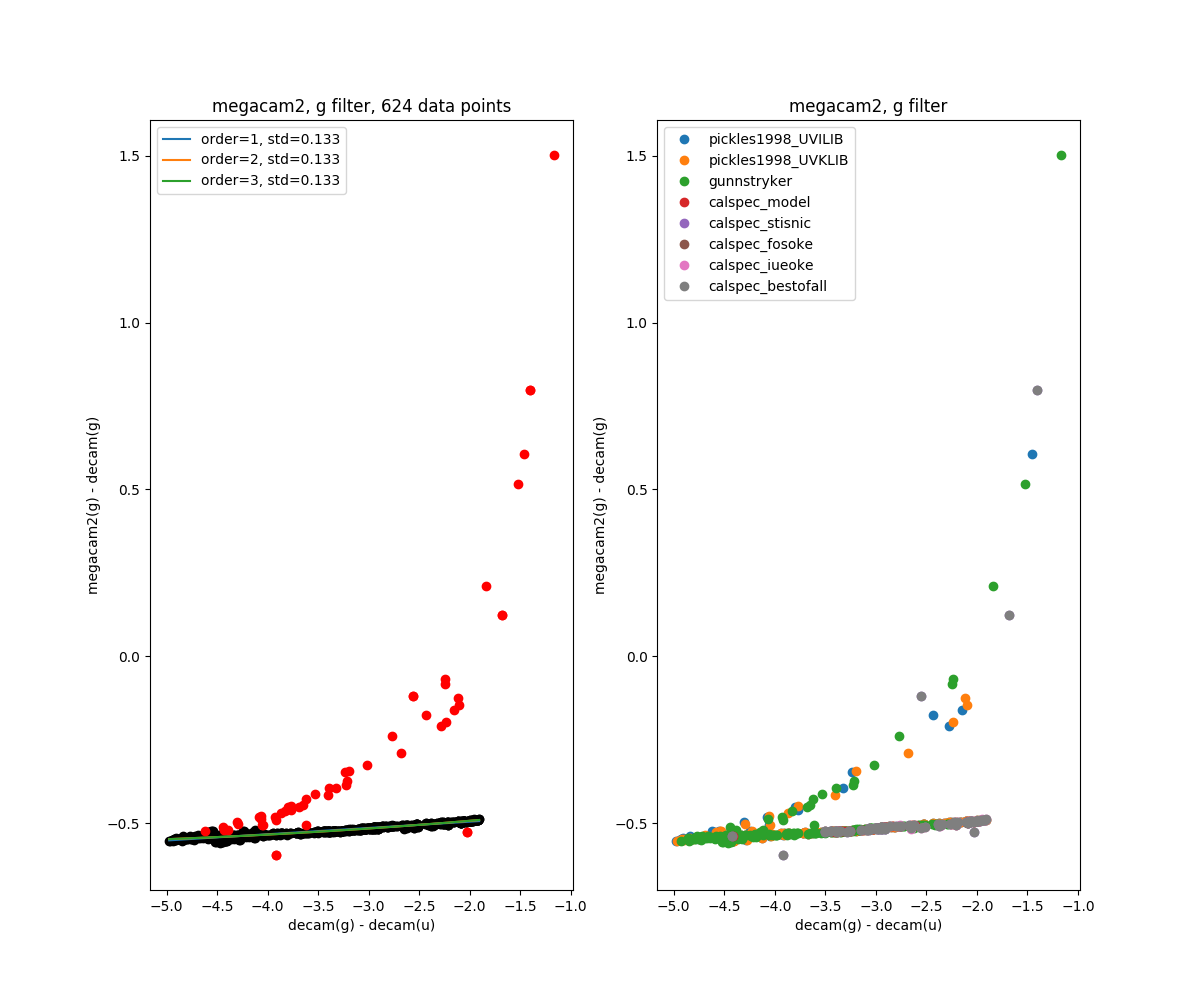 megacam2, g filter, 624 data points
order=1, std=0.133
order=2, std=0.133
order=3, std=0.133
1.5
1.0
0.5
0.0
−0.5
megacam2(g) - decam(g)
−5.0 −4.5 −4.0 −3.5 −3.0 −2.5 −2.0 −1.5 −1.0
decam(g) - decam(u)
megacam2, g filter
pickles1998_UVILIB
pickles1998_UVKLIB
gunnstryker
calspec_model
calspec_stisnic
calspec_fosoke
calspec_iueoke
calspec_bestofall
1.5
1.0
0.5
0.0
−0.5
megacam2(g) - decam(g)
−5.0 −4.5 −4.0 −3.5 −3.0 −2.5 −2.0 −1.5 −1.0
decam(g) - decam(u)